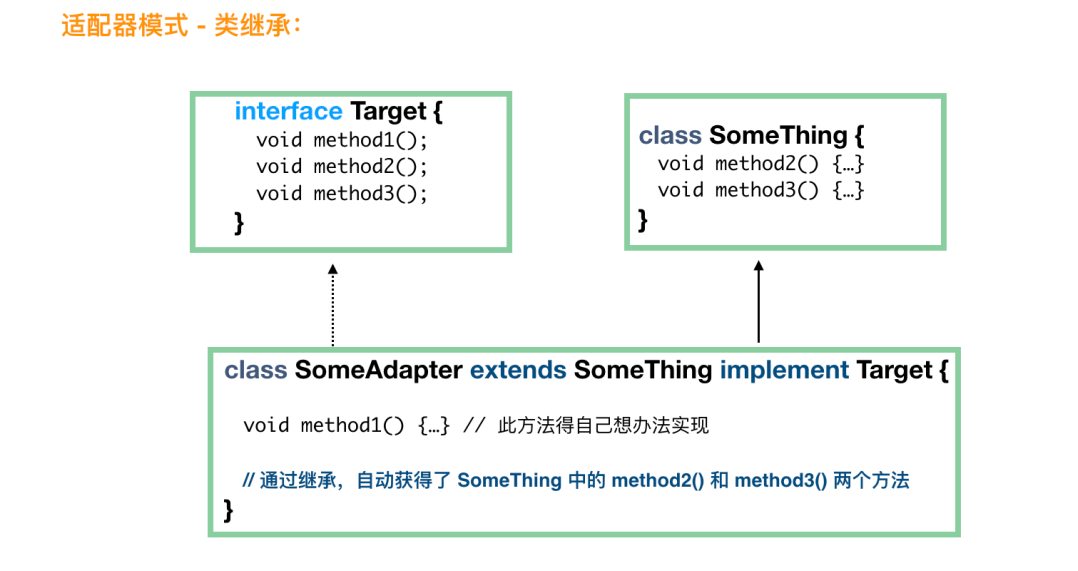 适配器模式 - 类继承：
interface Target {
void method1();
void method2();
void method3();
}
class SomeThing {
void method2() {…}
void method3() {…}
}
class SomeAdapter extends SomeThing implement Target {
void method1() {…} // 此方法得自己想办法实现
// 通过继承，自动获得了 SomeThing 中的 method2() 和 method3() 两个方法
}